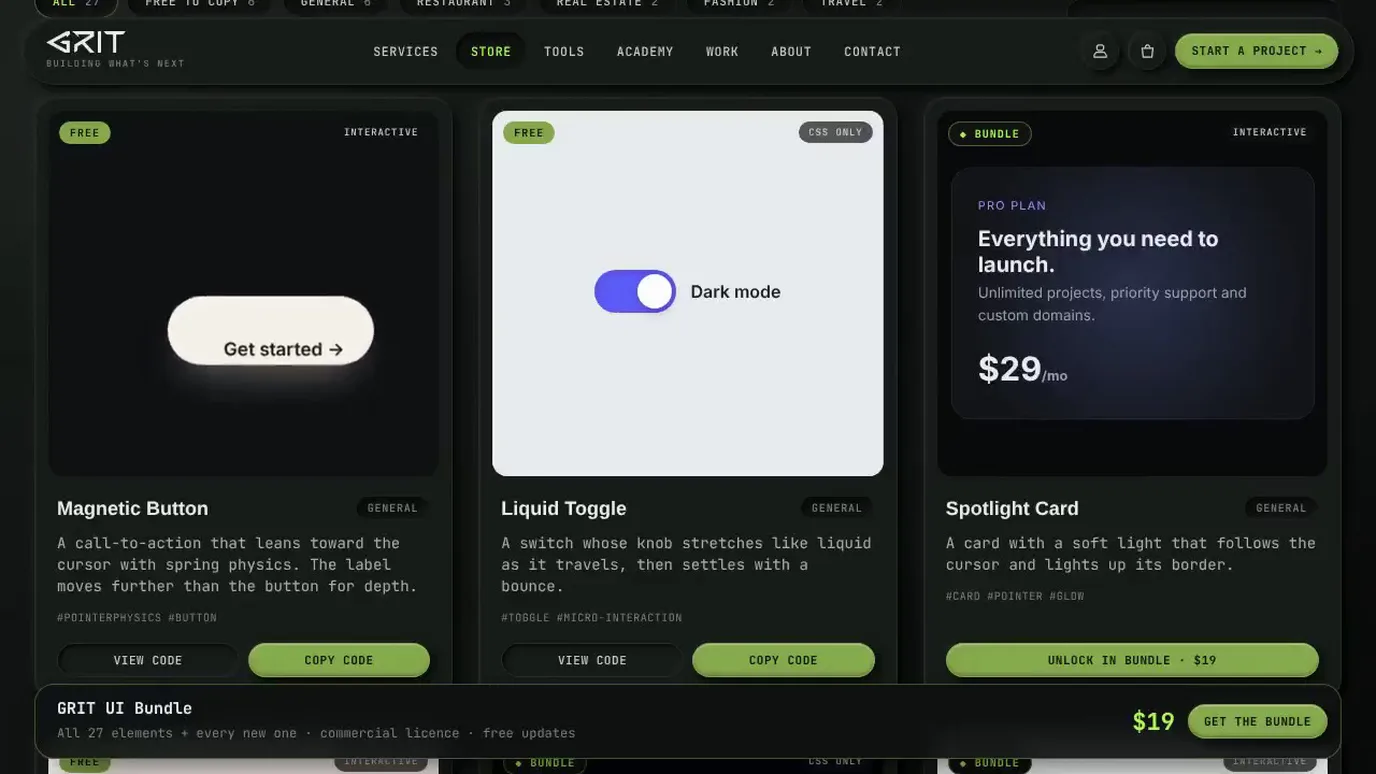 ALL 27 FREE TO COPY 6 GENERAL 6 RESTAURANT 3 REAL ESTATE 2 FASHION 2 TRAVEL 2
GRIT
BUILDING WHAT'S NEXT
SERVICES STORE TOOLS ACADEMY WORK ABOUT CONTACT
START A PROJECT →
FREE INTERACTIVE
Get started →
Magnetic Button GENERAL
A call-to-action that leans toward the
cursor with spring physics. The label
moves further than the button for depth.
#POINTERPHYSICS #BUTTON
VIEW CODE COPY CODE
FREE CSS ONLY
Dark mode
Liquid Toggle GENERAL
A switch whose knob stretches like liquid
as it travels, then settles with a
bounce.
#TOGGLE #MICRO-INTERACTION
VIEW CODE COPY CODE
◆ BUNDLE INTERACTIVE
PRO PLAN
Everything you need to
launch.
Unlimited projects, priority support and
custom domains.
$29/mo
Spotlight Card GENERAL
A card with a soft light that follows the
cursor and lights up its border.
#CARD #POINTER #GLOW
UNLOCK IN BUNDLE · $19
GRIT UI Bundle
All 27 elements + every new one · commercial licence · free updates
$19 GET THE BUNDLE
FREE INTERACTIVE ◆ BUNDLE CSS ONLY ◆ BUNDLE INTERACTIVE